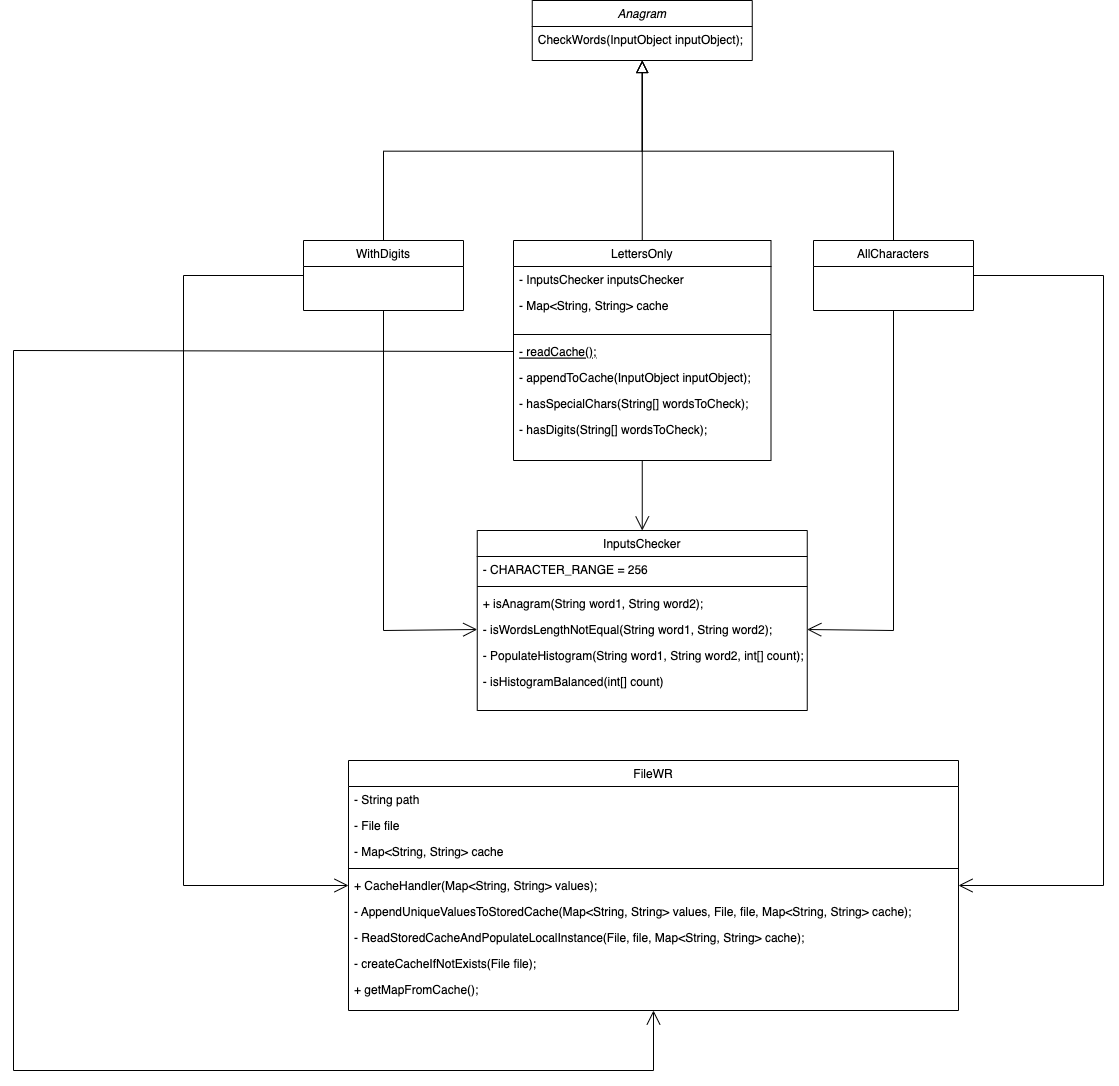 Anagram
CheckWords(InputObject inputObject);
WithDigits
LettersOnly
- InputsChecker inputsChecker
- Map<String, String> cache
- readCache();
- appendToCache(InputObject inputObject);
- hasSpecialChars(String[] wordsToCheck);
- hasDigits(String[] wordsToCheck);
AllCharacters
InputsChecker
- CHARACTER_RANGE = 256
+ isAnagram(String word1, String word2);
- isWordsLengthNotEqual(String word1, String word2);
- PopulateHistogram(String word1, String word2, int[] count);
- isHistogramBalanced(int[] count)
FileWR
- String path
- File file
- Map<String, String> cache
+ CacheHandler(Map<String, String> values);
- AppendUniqueValuesToStoredCache(Map<String, String> values, File, file, Map<String, String> cache);
- ReadStoredCacheAndPopulateLocalInstance(File, file, Map<String, String> cache);
- createCacheIfNotExists(File file);
+ getMapFromCache();